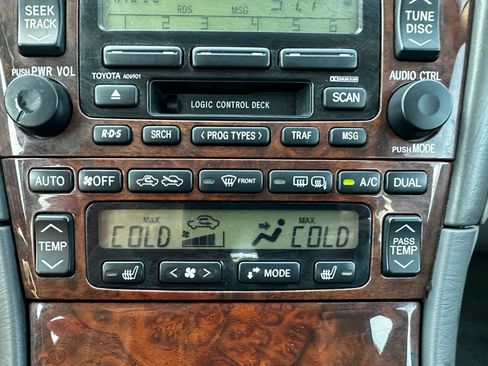 SEEK
TRACK
RDS MSG
1 2 3 4 5 6
TUNE
DISC
PUSH PWR VOL
TOYOTA AD6901
AUDIO CTRL
LOGIC CONTROL DECK
SCAN
R·D·S
SRCH
< PROG TYPES >
TRAF
MSG
PUSH MODE
AUTO
OFF
FRONT
A/C
DUAL
TEMP
MAX.
COLD
MAX.
COLD
PASS
TEMP
< >
MODE